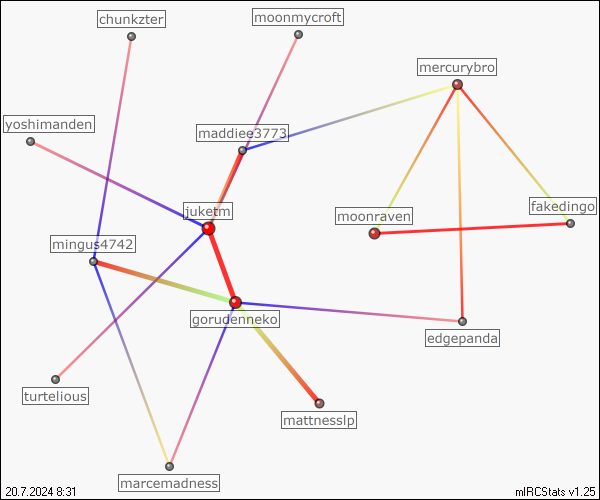 chunkzter
moonmycroft
mercurybro
yoshimanden
maddiee3773
juketm
moonraven
fakedingo
mingus4742
gorudenneko
edgepanda
turtelious
mattnesslp
marcemadness
20.7.2024 8:31
mIRCStats v1.25